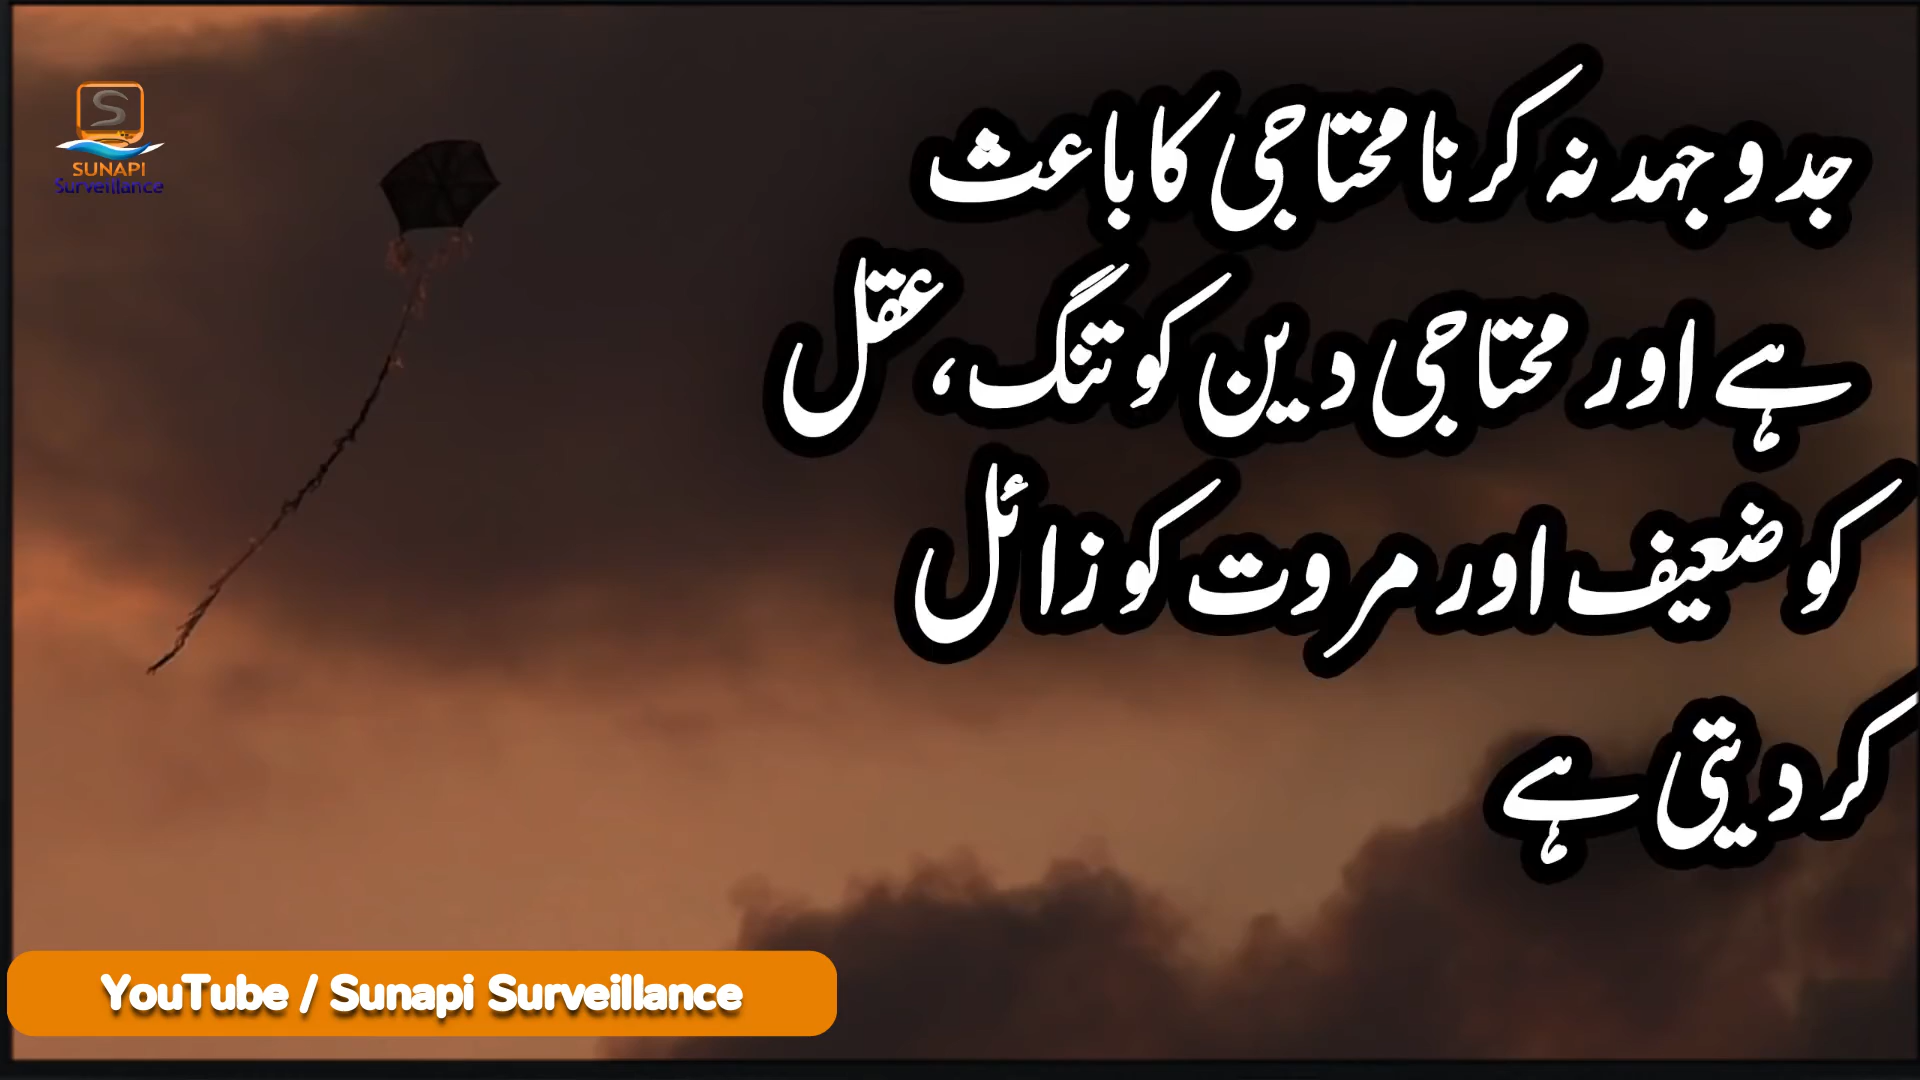 SUNAPI
Surveillance
جدوجہد نہ کرنا محتاجی کا باعث
ہے اور محتاجی دین کو تنگ، عقل
کو ضعیف اور مروت کو زائل
کر دیتی ہے
YouTube / Sunapi Surveillance